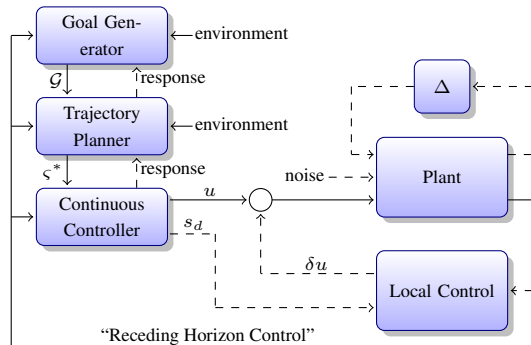 Goal Gen-
erator
environment
𝒢
response
Trajectory
Planner
environment
Δ
ς*
response
noise
Plant
Continuous
Controller
u
s_d
δu
Local Control
“Receding Horizon Control”